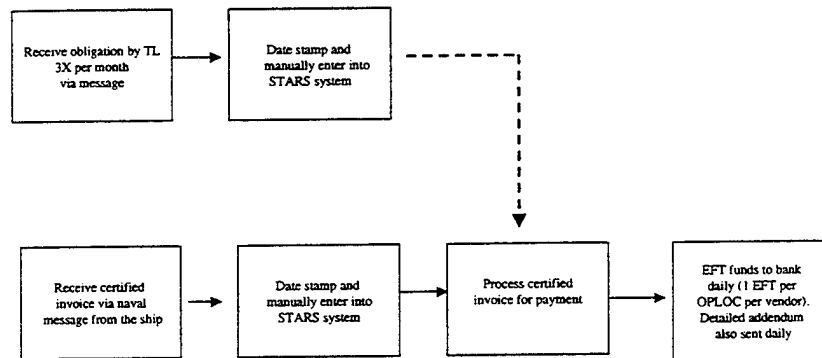 Receive obligation by TL
3X per month
via message
Date stamp and
manually enter into
STARS system
Receive certified
invoice via naval
message from the ship
Date stamp and
manually enter into
STARS system
Process certified
invoice for payment
EFT funds to bank
daily (1 EFT per
OPLOC per vendor).
Detailed addendum
also sent daily